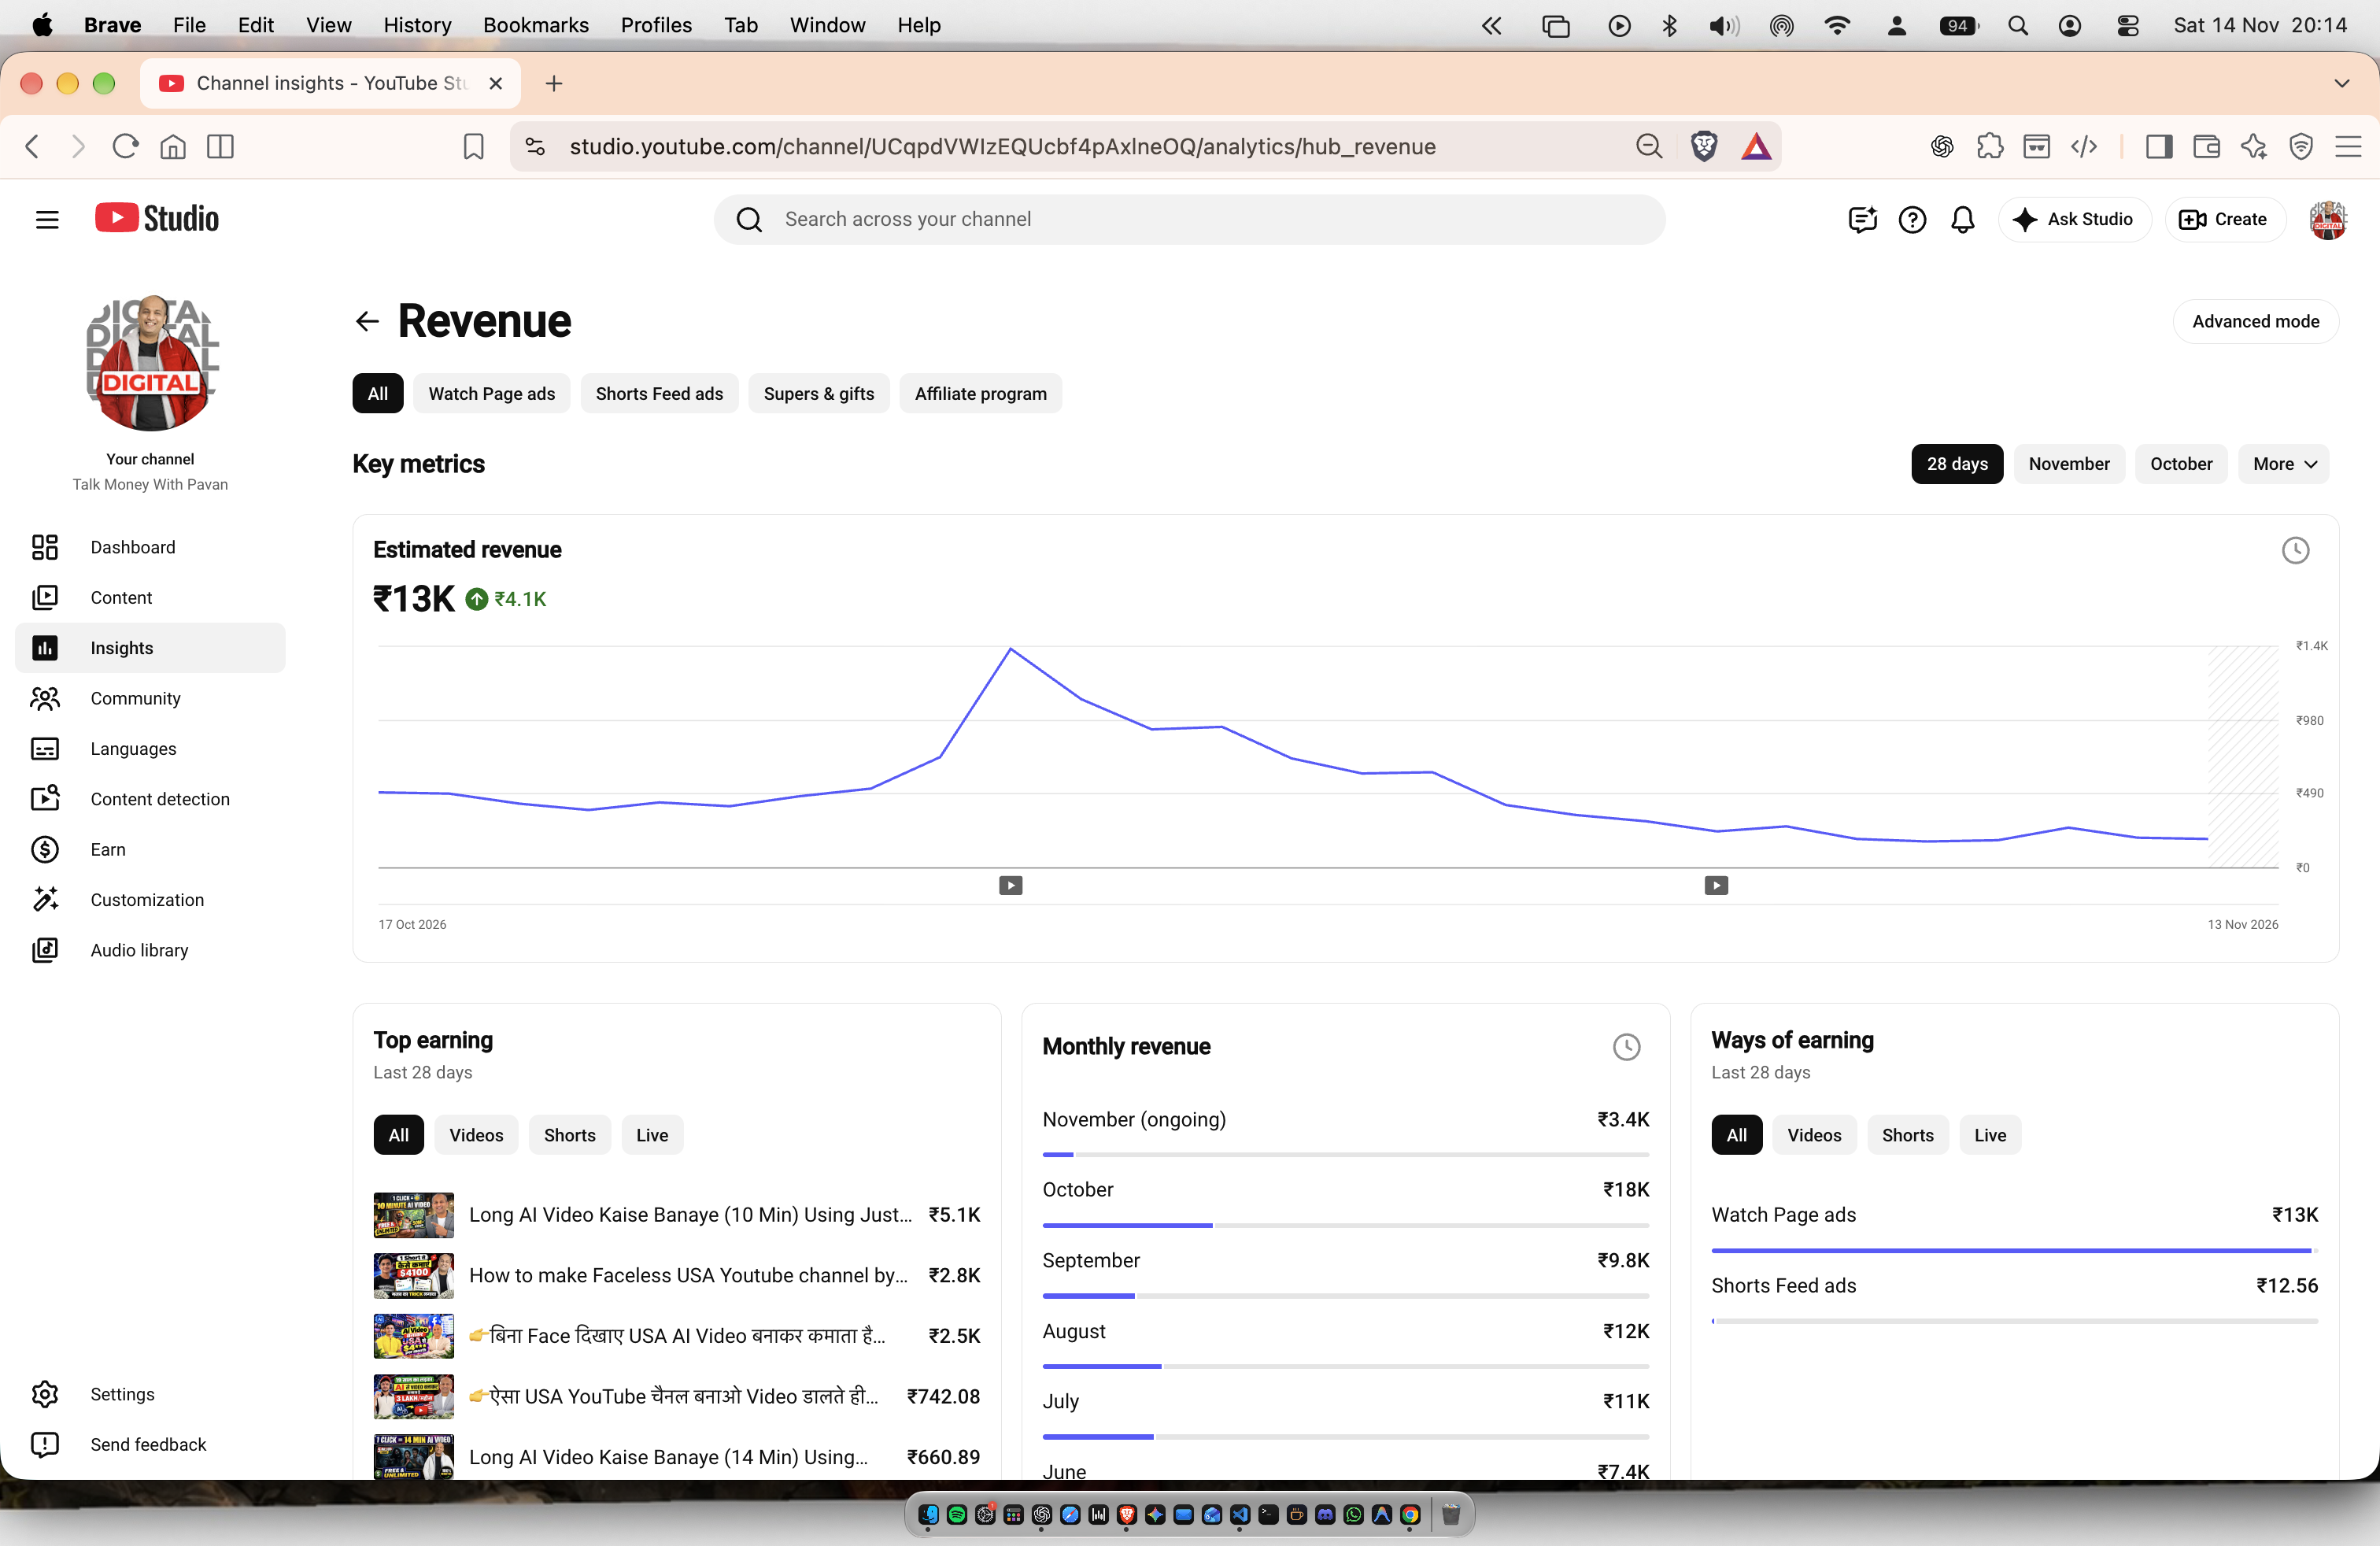 Brave File Edit View History Bookmarks Profiles Tab Window Help 94 Sat 14 Nov 20:14
Channel insights - YouTube Stu
studio.youtube.com/channel/UCqpdVWIzEQUcbf4pAxIneOQ/analytics/hub_revenue
Studio
Search across your channel
Ask Studio
Create
DIGITAL
Your channel
Talk Money With Pavan
Dashboard
Content
Insights
Community
Languages
Content detection
Earn
Customization
Audio library
Settings
Send feedback
Revenue
Advanced mode
All Watch Page ads Shorts Feed ads Supers & gifts Affiliate program
Key metrics
28 days November October More
Estimated revenue
₹13K ₹4.1K
₹1.4K
₹980
₹490
₹0
17 Oct 2026 13 Nov 2026
Top earning
Last 28 days
All Videos Shorts Live
Long AI Video Kaise Banaye (10 Min) Using Just... ₹5.1K
How to make Faceless USA Youtube channel by... ₹2.8K
👉बिना Face दिखाए USA AI Video बनाकर कमाता है... ₹2.5K
👉ऐसा USA YouTube चैनल बनाओ Video डालते ही... ₹742.08
Long AI Video Kaise Banaye (14 Min) Using... ₹660.89
Monthly revenue
November (ongoing) ₹3.4K
October ₹18K
September ₹9.8K
August ₹12K
July ₹11K
June ₹7.4K
Ways of earning
Last 28 days
All Videos Shorts Live
Watch Page ads ₹13K
Shorts Feed ads ₹12.56